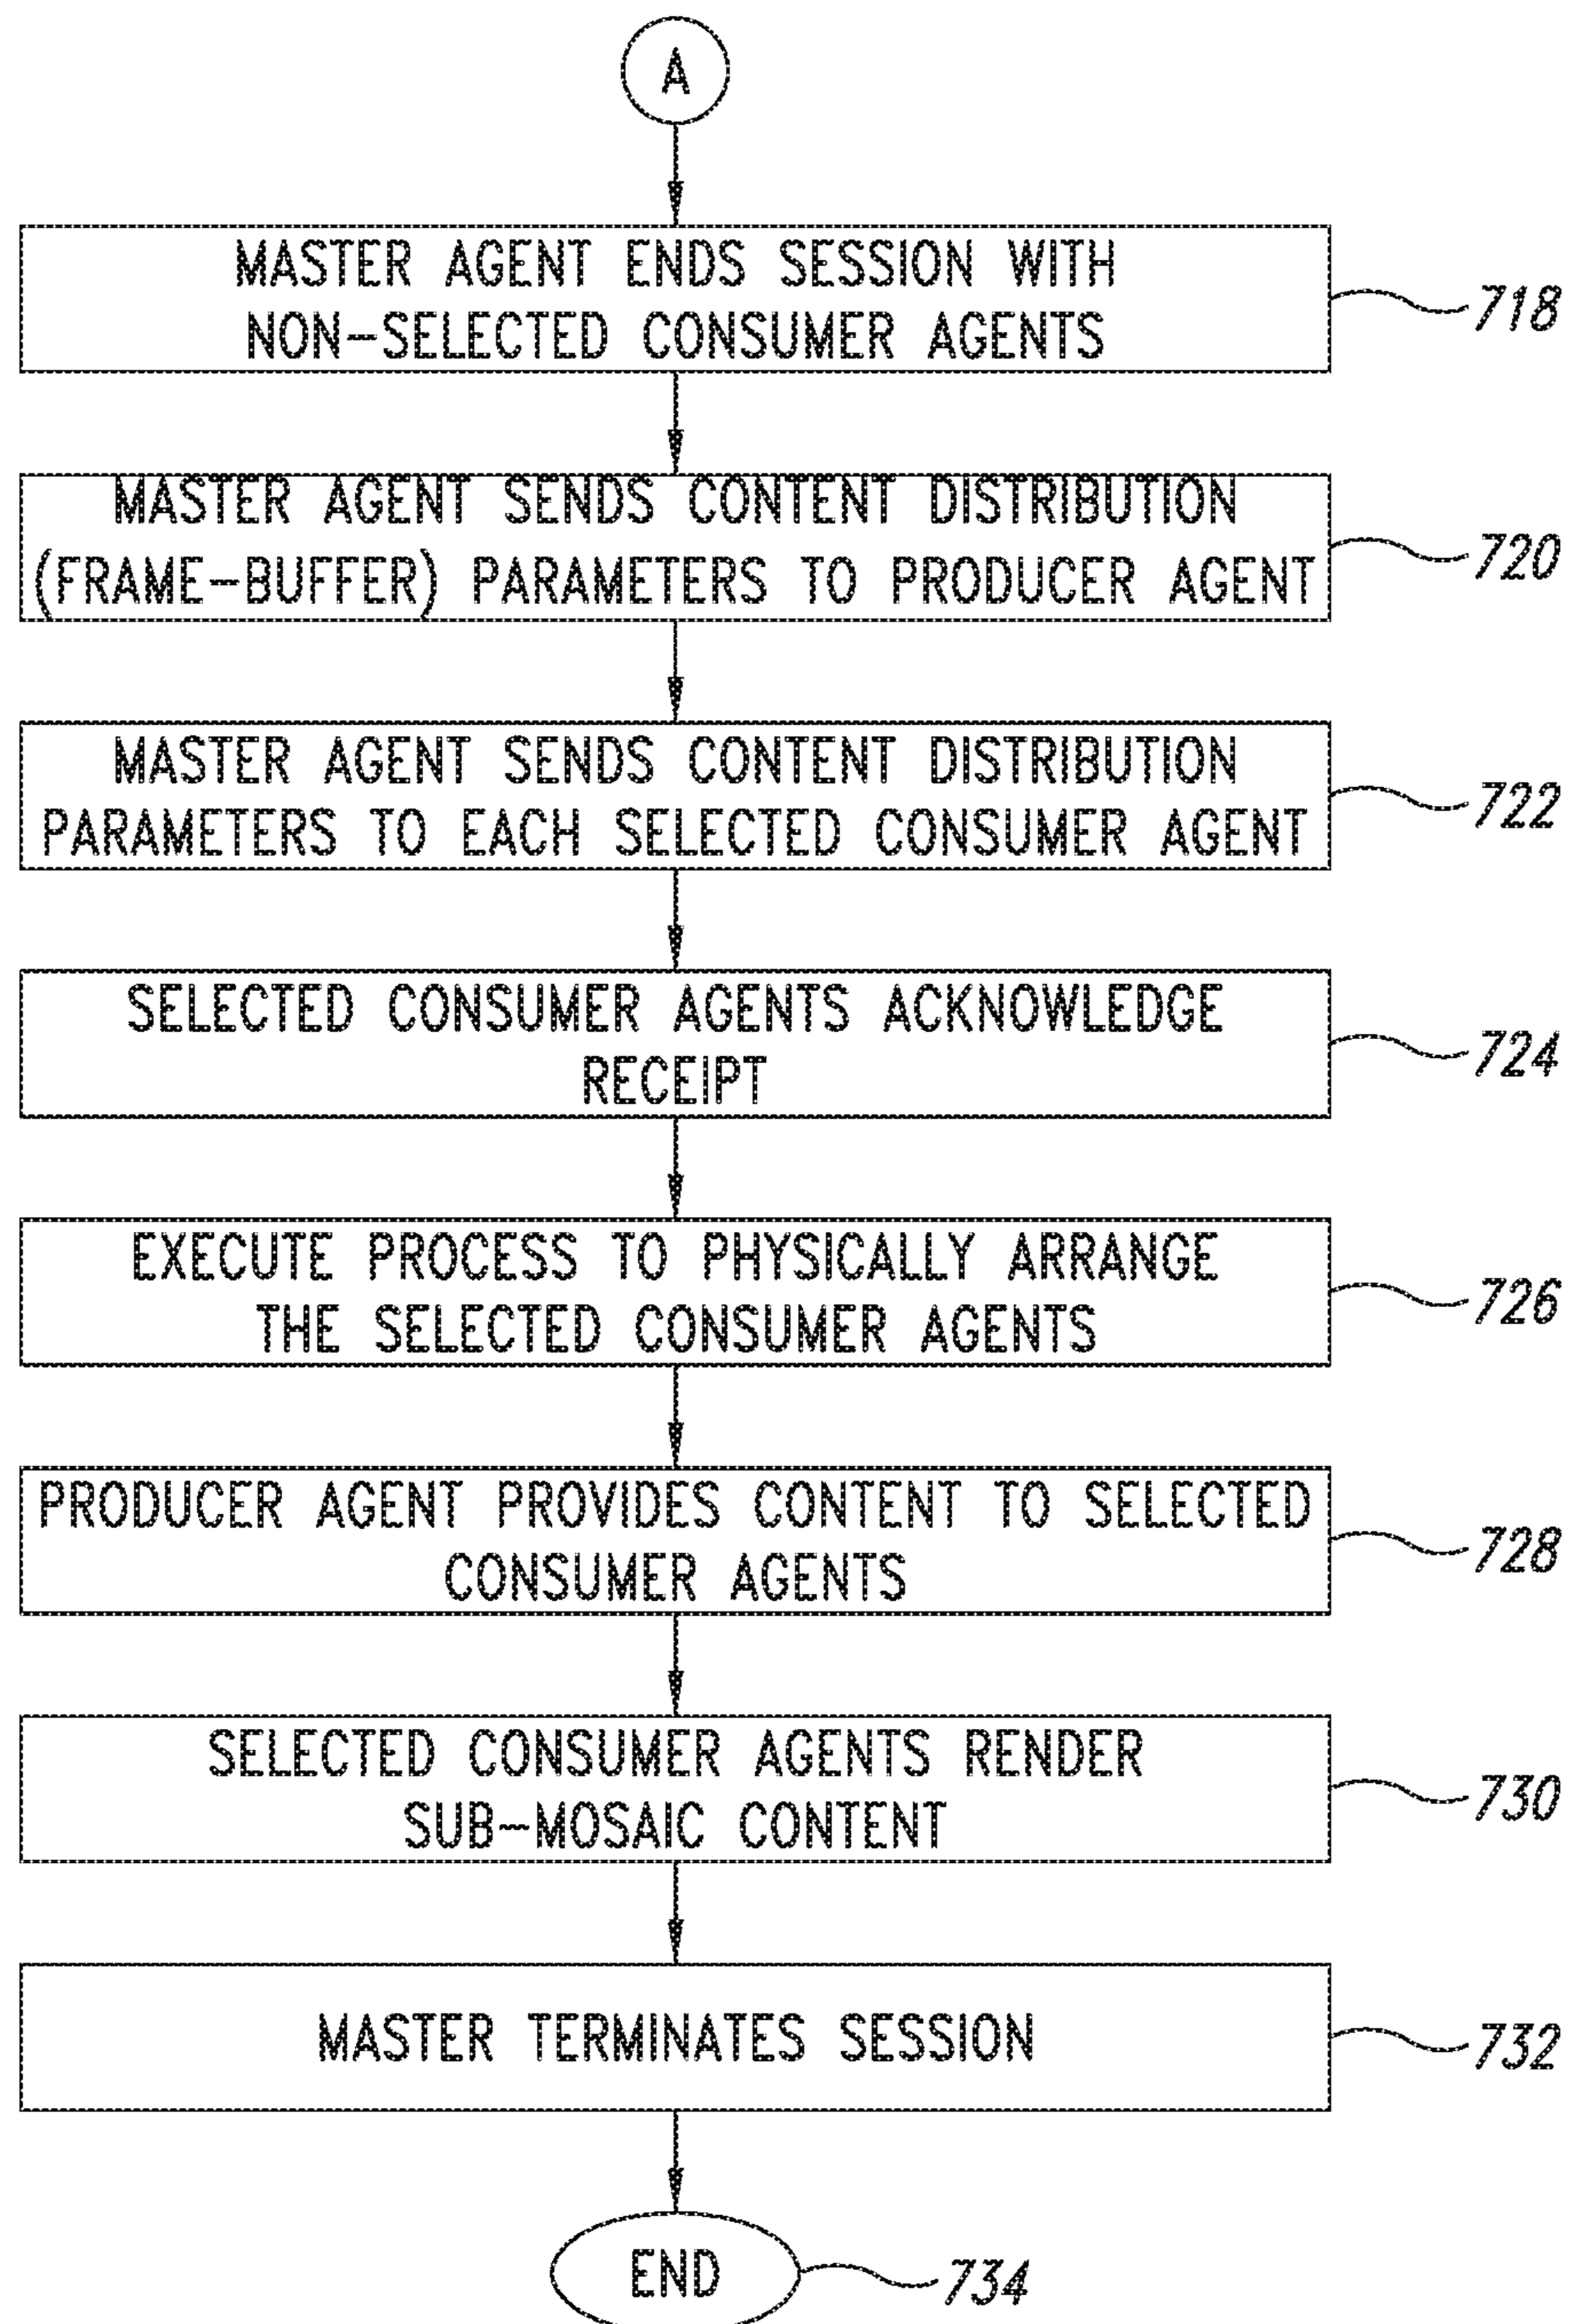 A
MASTER AGENT ENDS SESSION WITH
NON-SELECTED CONSUMER AGENTS
718
MASTER AGENT SENDS CONTENT DISTRIBUTION
(FRAME-BUFFER) PARAMETERS TO PRODUCER AGENT
720
MASTER AGENT SENDS CONTENT DISTRIBUTION
PARAMETERS TO EACH SELECTED CONSUMER AGENT
722
SELECTED CONSUMER AGENTS ACKNOWLEDGE
RECEIPT
724
EXECUTE PROCESS TO PHYSICALLY ARRANGE
THE SELECTED CONSUMER AGENTS
726
PRODUCER AGENT PROVIDES CONTENT TO SELECTED
CONSUMER AGENTS
728
SELECTED CONSUMER AGENTS RENDER
SUB-MOSAIC CONTENT
730
MASTER TERMINATES SESSION
732
END
734